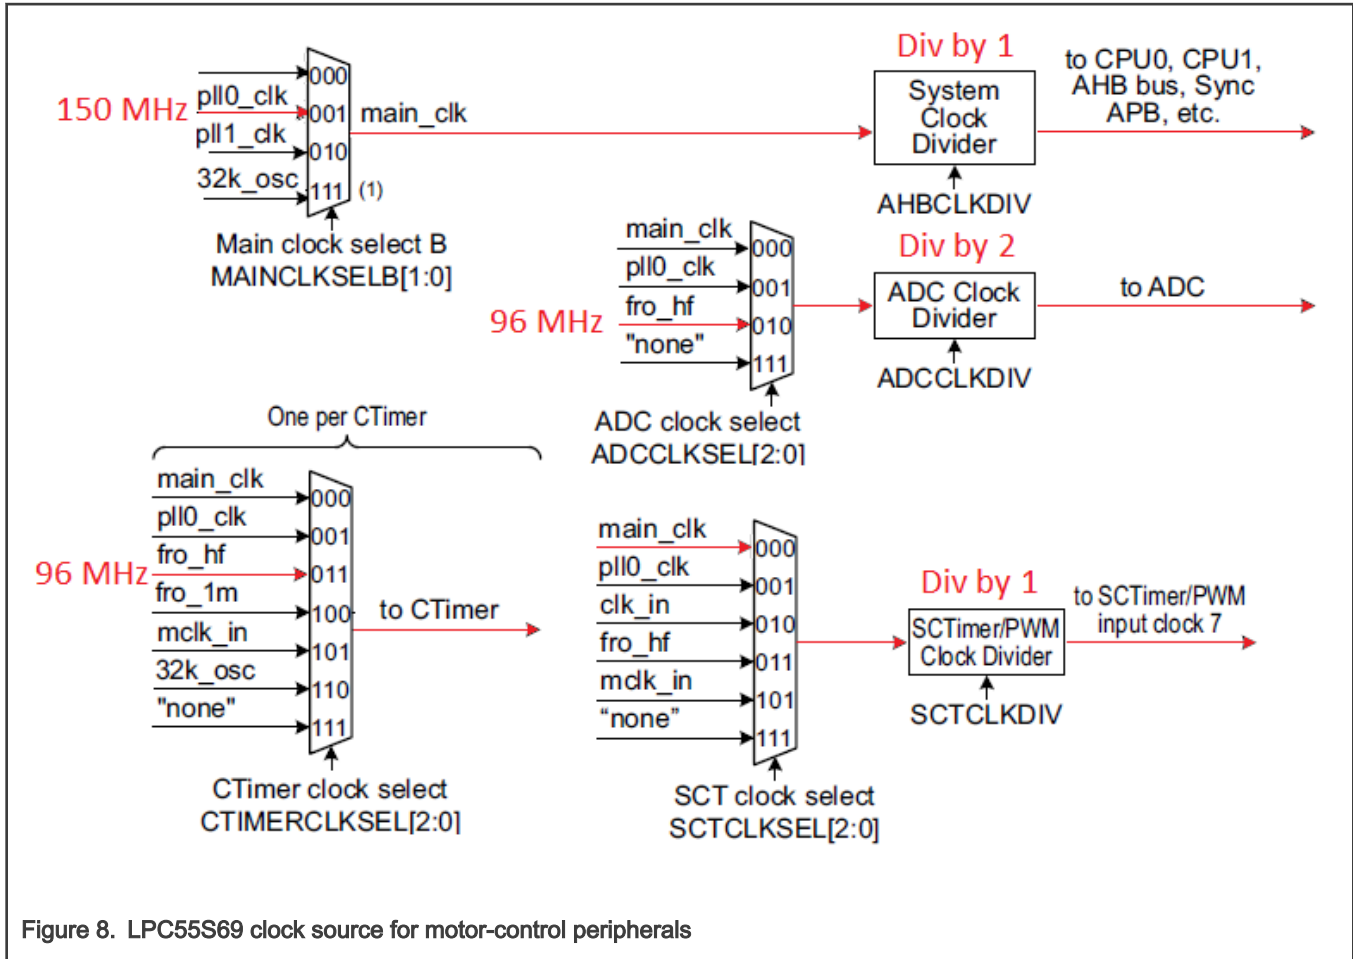 Div by 1
to CPU0, CPU1,
AHB bus, Sync
APB, etc.
000
pll0_clk
150 MHz
001
main_clk
System
Clock
Divider
pll1_clk
010
32k_osc
111
(1)
AHBCLKDIV
Main clock select B
MAINCLKSELB[1:0]
main_clk
000
Div by 2
pll0_clk
001
ADC Clock
Divider
to ADC
fro_hf
96 MHz
010
"none"
111
ADCCLKDIV
ADC clock select
ADCCLKSEL[2:0]
One per CTimer
main_clk
000
pll0_clk
001
fro_hf
96 MHz
011
fro_1m
100
to CTimer
mclk_in
101
32k_osc
110
"none"
111
CTimer clock select
CTIMERCLKSEL[2:0]
main_clk
000
pll0_clk
001
Div by 1
clk_in
010
to SCTimer/PWM
input clock 7
fro_hf
011
SCTimer/PWM
Clock Divider
mclk_in
101
“none”
111
SCTCLKDIV
SCT clock select
SCTCLKSEL[2:0]
Figure 8. LPC55S69 clock source for motor-control peripherals